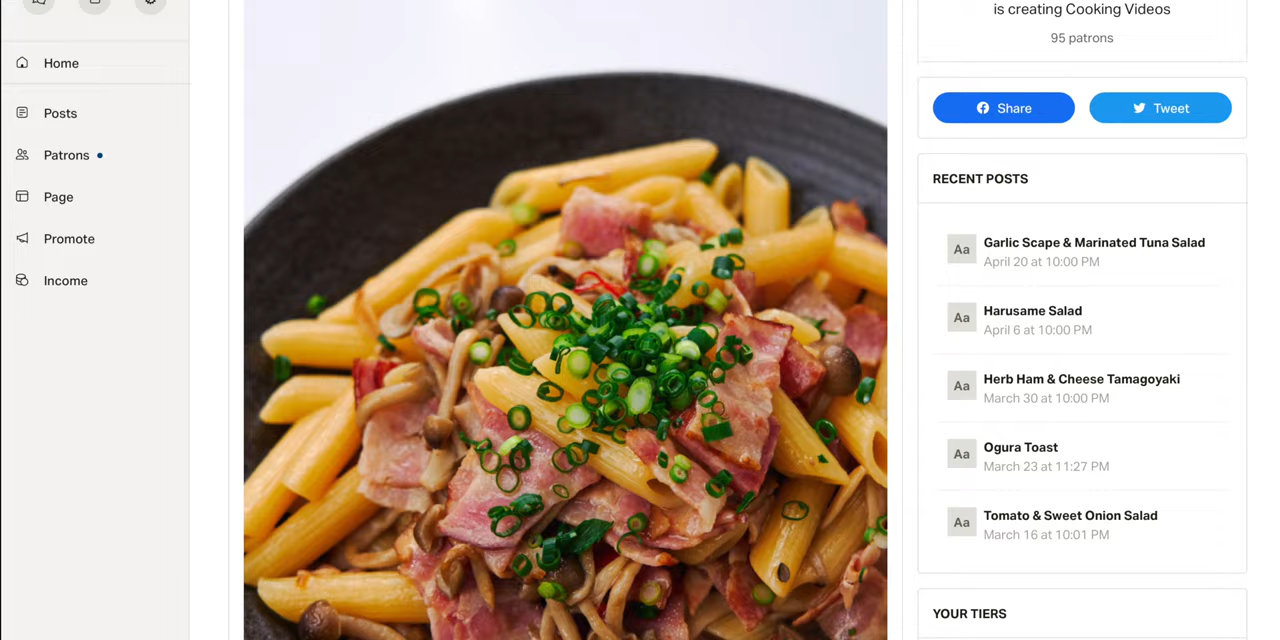 Home
Posts
Patrons
Page
Promote
Income
is creating Cooking Videos
95 patrons
Share
Tweet
RECENT POSTS
Aa
Garlic Scape & Marinated Tuna Salad
April 20 at 10:00 PM
Aa
Harusame Salad
April 6 at 10:00 PM
Aa
Herb Ham & Cheese Tamagoyaki
March 30 at 10:00 PM
Aa
Ogura Toast
March 23 at 11:27 PM
Aa
Tomato & Sweet Onion Salad
March 16 at 10:01 PM
YOUR TIERS